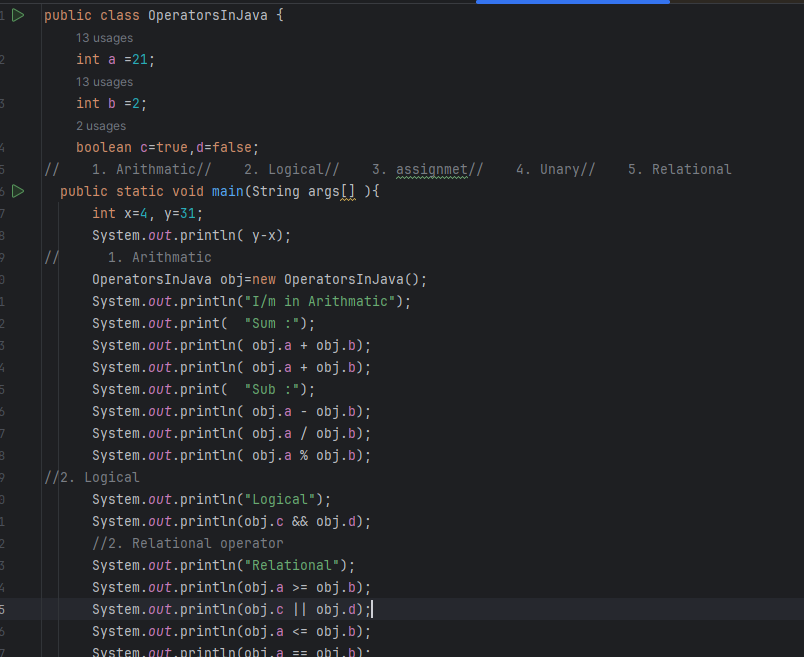 1 public class OperatorsInJava {
13 usages
2 int a =21;
13 usages
3 int b =2;
2 usages
4 boolean c=true,d=false;
5 //    1. Arithmatic//    2. Logical//    3. assignmet//    4. Unary//    5. Relational
6 public static void main(String args[] ){
7 int x=4, y=31;
8 System.out.println( y-x);
9 //      1. Arithmatic
0 OperatorsInJava obj=new OperatorsInJava();
1 System.out.println("I/m in Arithmatic");
2 System.out.print(  "Sum :");
3 System.out.println( obj.a + obj.b);
4 System.out.println( obj.a + obj.b);
5 System.out.print(  "Sub :");
6 System.out.println( obj.a - obj.b);
7 System.out.println( obj.a / obj.b);
8 System.out.println( obj.a % obj.b);
9 //2. Logical
0 System.out.println("Logical");
1 System.out.println(obj.c && obj.d);
2 //2. Relational operator
3 System.out.println("Relational");
4 System.out.println(obj.a >= obj.b);
5 System.out.println(obj.c || obj.d);
6 System.out.println(obj.a <= obj.b);
7 System.out.println(obj.a == obj.b);